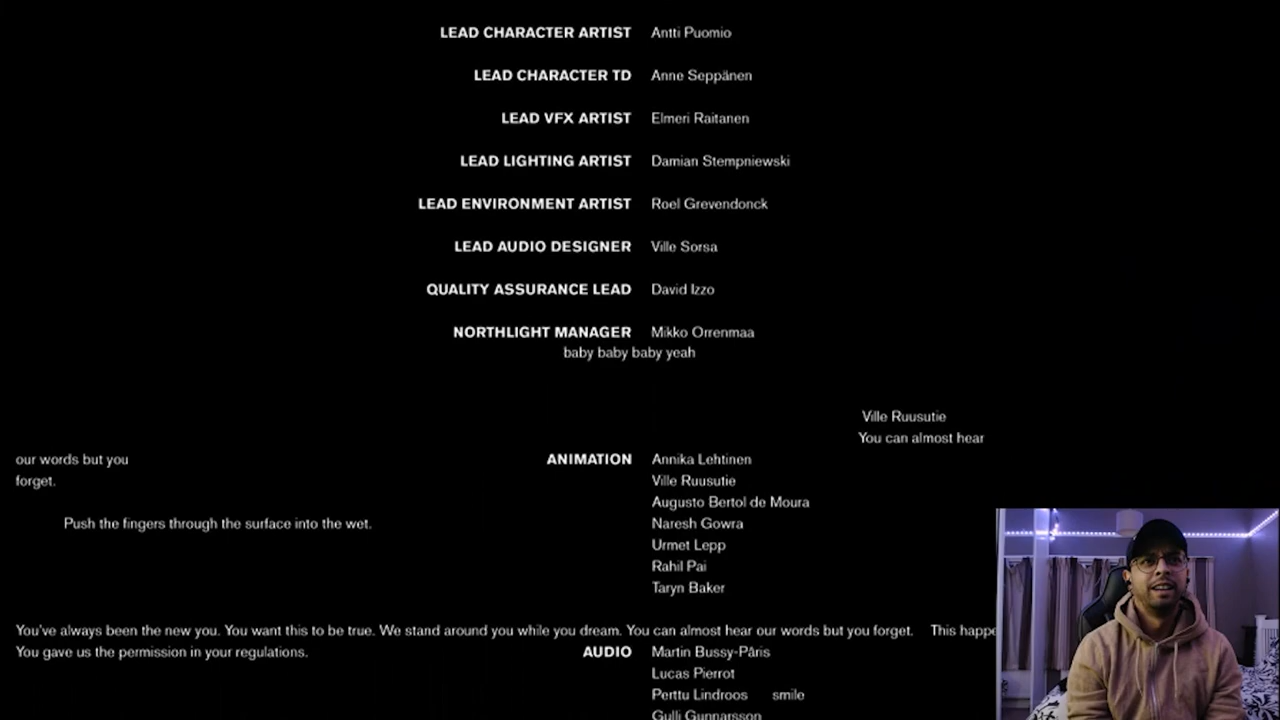 LEAD CHARACTER ARTIST Antti Puomio
LEAD CHARACTER TD Anne Seppänen
LEAD VFX ARTIST Elmeri Raitanen
LEAD LIGHTING ARTIST Damian Stempniewski
LEAD ENVIRONMENT ARTIST Roel Grevendonck
LEAD AUDIO DESIGNER Ville Sorsa
QUALITY ASSURANCE LEAD David Izzo
NORTHLIGHT MANAGER Mikko Orrenmaa
baby baby baby yeah
Ville Ruusutie
You can almost hear
our words but you ANIMATION Annika Lehtinen
forget. Ville Ruusutie
Augusto Bertol de Moura
Push the fingers through the surface into the wet. Naresh Gowra
Urmet Lepp
Rahil Pai
Taryn Baker
You've always been the new you. You want this to be true. We stand around you while you dream. You can almost hear our words but you forget. This happe
You gave us the permission in your regulations. AUDIO Martin Bussy-Pâris
Lucas Pierrot
Perttu Lindroos smile
Gulli Gunnarsson